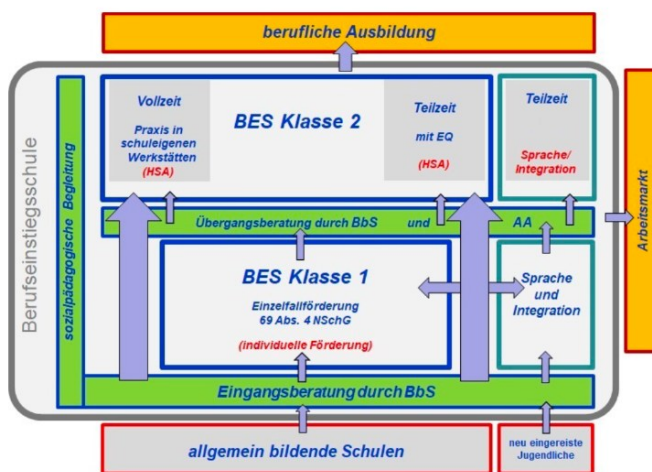 berufliche Ausbildung
Berufseinstiegsschule
sozialpädagogische Begleitung
Vollzeit
Praxis in
schuleigenen
Werkstätten
(HSA)
BES Klasse 2
Teilzeit
mit EQ
(HSA)
Teilzeit
Sprache/
Integration
Arbeitsmarkt
Übergangsberatung durch BbS und AA
BES Klasse 1
Einzelfallförderung
69 Abs. 4 NSchG
(individuelle Förderung)
Sprache
und
Integration
Eingangsberatung durch BbS
allgemein bildende Schulen
neu eingereiste
Jugendliche